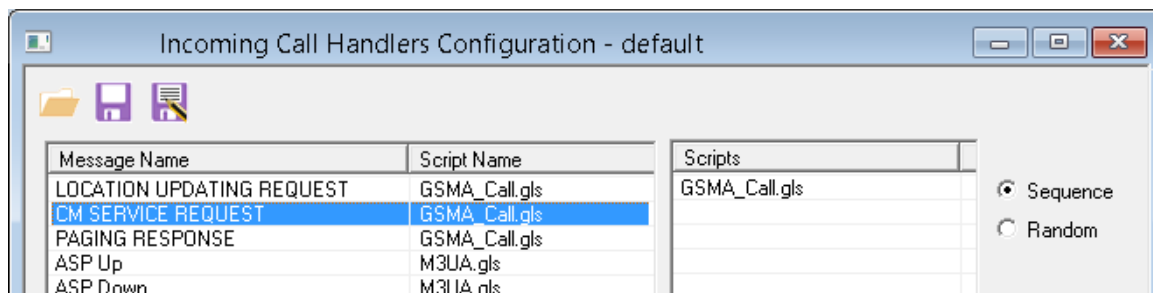 Incoming Call Handlers Configuration - default
Message Name Script Name Scripts
LOCATION UPDATING REQUEST GSMA_Call.gls GSMA_Call.gls Sequence
CM SERVICE REQUEST GSMA_Call.gls
PAGING RESPONSE GSMA_Call.gls Random
ASP Up M3UA.gls
ASP Down M3UA.gls